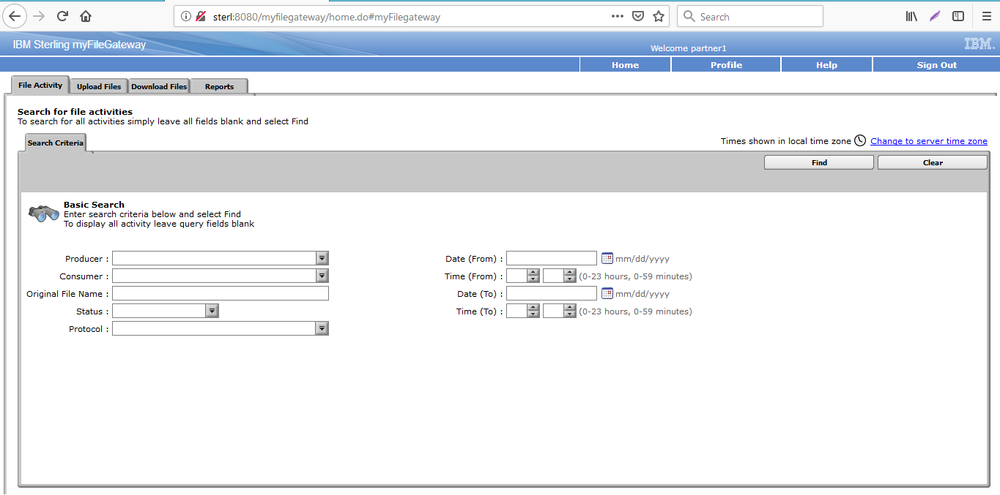 sterl:8080/myfilegateway/home.do#myFilegateway
Search
IBM Sterling myFileGateway
Welcome partner1
IBM.
Home Profile Help Sign Out
File Activity Upload Files Download Files Reports
Search for file activities
To search for all activities simply leave all fields blank and select Find
Search Criteria
Times shown in local time zone Change to server time zone
Find Clear
Basic Search
Enter search criteria below and select Find
To display all activity leave query fields blank
Producer : Date (From) : mm/dd/yyyy
Consumer : Time (From) : (0-23 hours, 0-59 minutes)
Original File Name : Date (To) : mm/dd/yyyy
Status : Time (To) : (0-23 hours, 0-59 minutes)
Protocol :